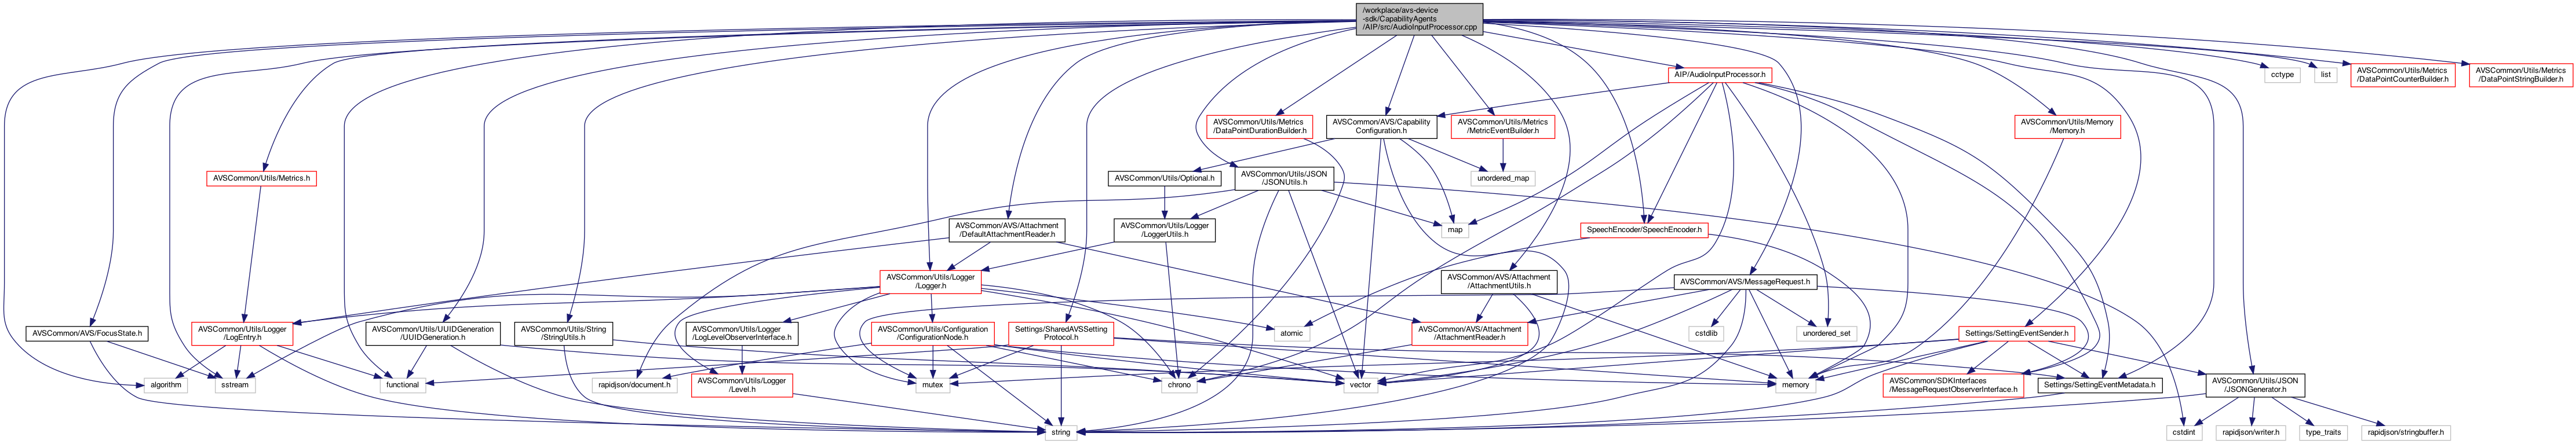 /workplace/avs-device
-sdk/CapabilityAgents
/AIP/src/AudioInputProcessor.cpp
AIP/AudioInputProcessor.h
cctype
list
AVSCommon/Utils/Metrics
/DataPointCounterBuilder.h
AVSCommon/Utils/Metrics
/DataPointStringBuilder.h
AVSCommon/Utils/Metrics
/DataPointDurationBuilder.h
AVSCommon/AVS/Capability
Configuration.h
AVSCommon/Utils/Metrics
/MetricEventBuilder.h
AVSCommon/Utils/Memory
/Memory.h
AVSCommon/Utils/Metrics.h
AVSCommon/Utils/Optional.h
AVSCommon/Utils/JSON
/JSONUtils.h
unordered_map
AVSCommon/AVS/Attachment
/DefaultAttachmentReader.h
AVSCommon/Utils/Logger
/LoggerUtils.h
map
SpeechEncoder/SpeechEncoder.h
AVSCommon/Utils/Logger
/Logger.h
AVSCommon/AVS/Attachment
/AttachmentUtils.h
AVSCommon/AVS/MessageRequest.h
AVSCommon/AVS/FocusState.h
AVSCommon/Utils/Logger
/LogEntry.h
AVSCommon/Utils/UUIDGeneration
/UUIDGeneration.h
AVSCommon/Utils/String
/StringUtils.h
AVSCommon/Utils/Logger
/LogLevelObserverInterface.h
AVSCommon/Utils/Configuration
/ConfigurationNode.h
Settings/SharedAVSSetting
Protocol.h
atomic
AVSCommon/AVS/Attachment
/AttachmentReader.h
cstdlib
unordered_set
Settings/SettingEventSender.h
algorithm
sstream
functional
rapidjson/document.h
AVSCommon/Utils/Logger
/Level.h
mutex
chrono
vector
memory
AVSCommon/SDKInterfaces
/MessageRequestObserverInterface.h
Settings/SettingEventMetadata.h
AVSCommon/Utils/JSON
/JSONGenerator.h
string
cstdint
rapidjson/writer.h
type_traits
rapidjson/stringbuffer.h